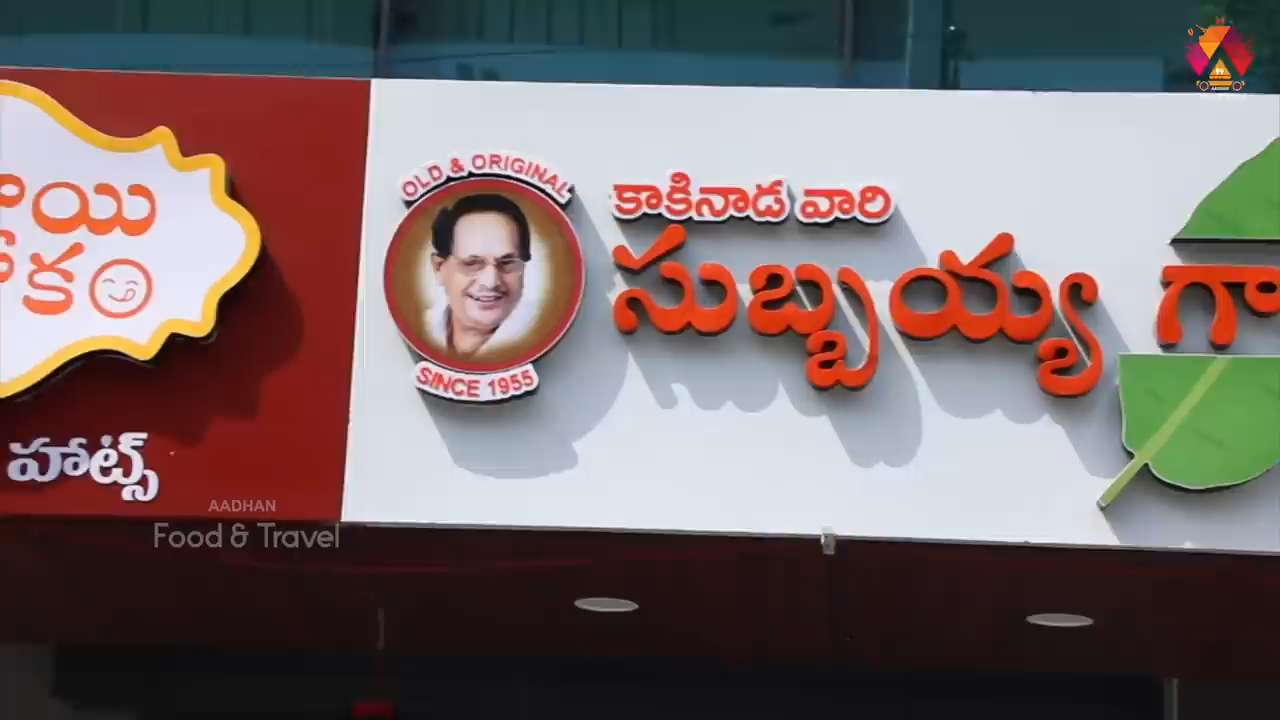 OLD & ORIGINAL
SINCE 1955
కాకినాడ వారి
సుబ్బయ్య గా
హాట్స్
AADHAN
Food & Travel